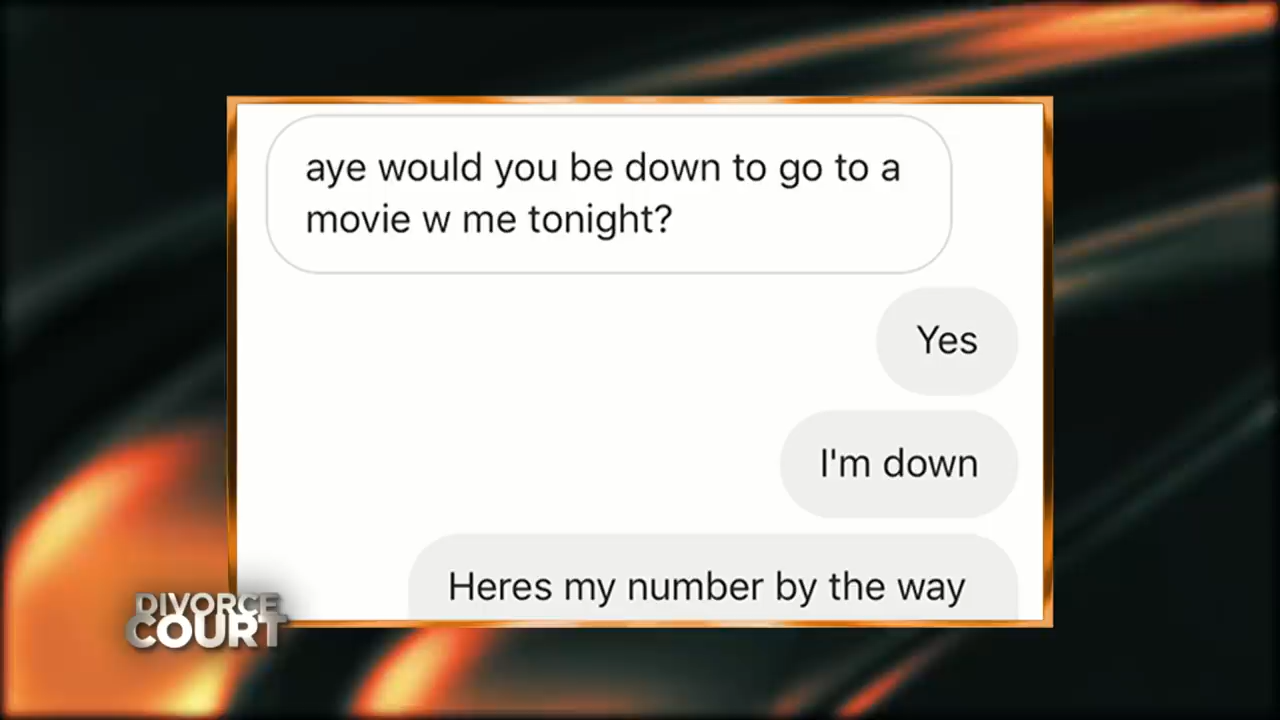 aye would you be down to go to a
movie w me tonight?
Yes
I'm down
Heres my number by the way
DIVORCE
COURT